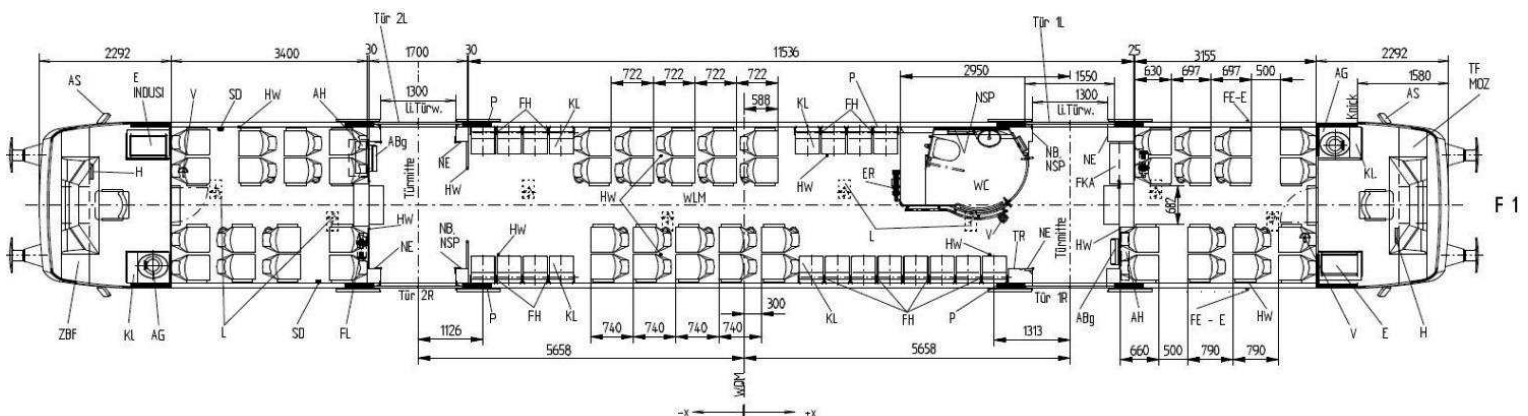 Tür 2L
Tür 1L
2292
3400
30
1700
30
11536
25
3155
2292
722
722
722
722
2950
1550
630
697
697
500
1580
TF
MOZ
AS
E
INDUSI
V
SD
HW
AH
1300
li.Türw.
P
FH
KL
588
KL
FH
P
NSP
1300
li.Türw.
FE-E
AG
Knick
AS
ABg
NE
HW
Türmitte
H
ER
WC
NB,
NSP
NE
FKA
KL
HW
WLM
HW
682
F 1
HW
NE
NB,
NSP
HW
L
V
HW
TR
NE
Türmitte
HW
ZBF
KL
AG
L
SD
FL
Tür 2R
P
FH
KL
300
KL
FH
P
Tür 1R
ABg
AH
FE - E
HW
V
E
H
1126
740
740
740
740
1313
660
500
790
790
5658
5658
WDM
-x
+x